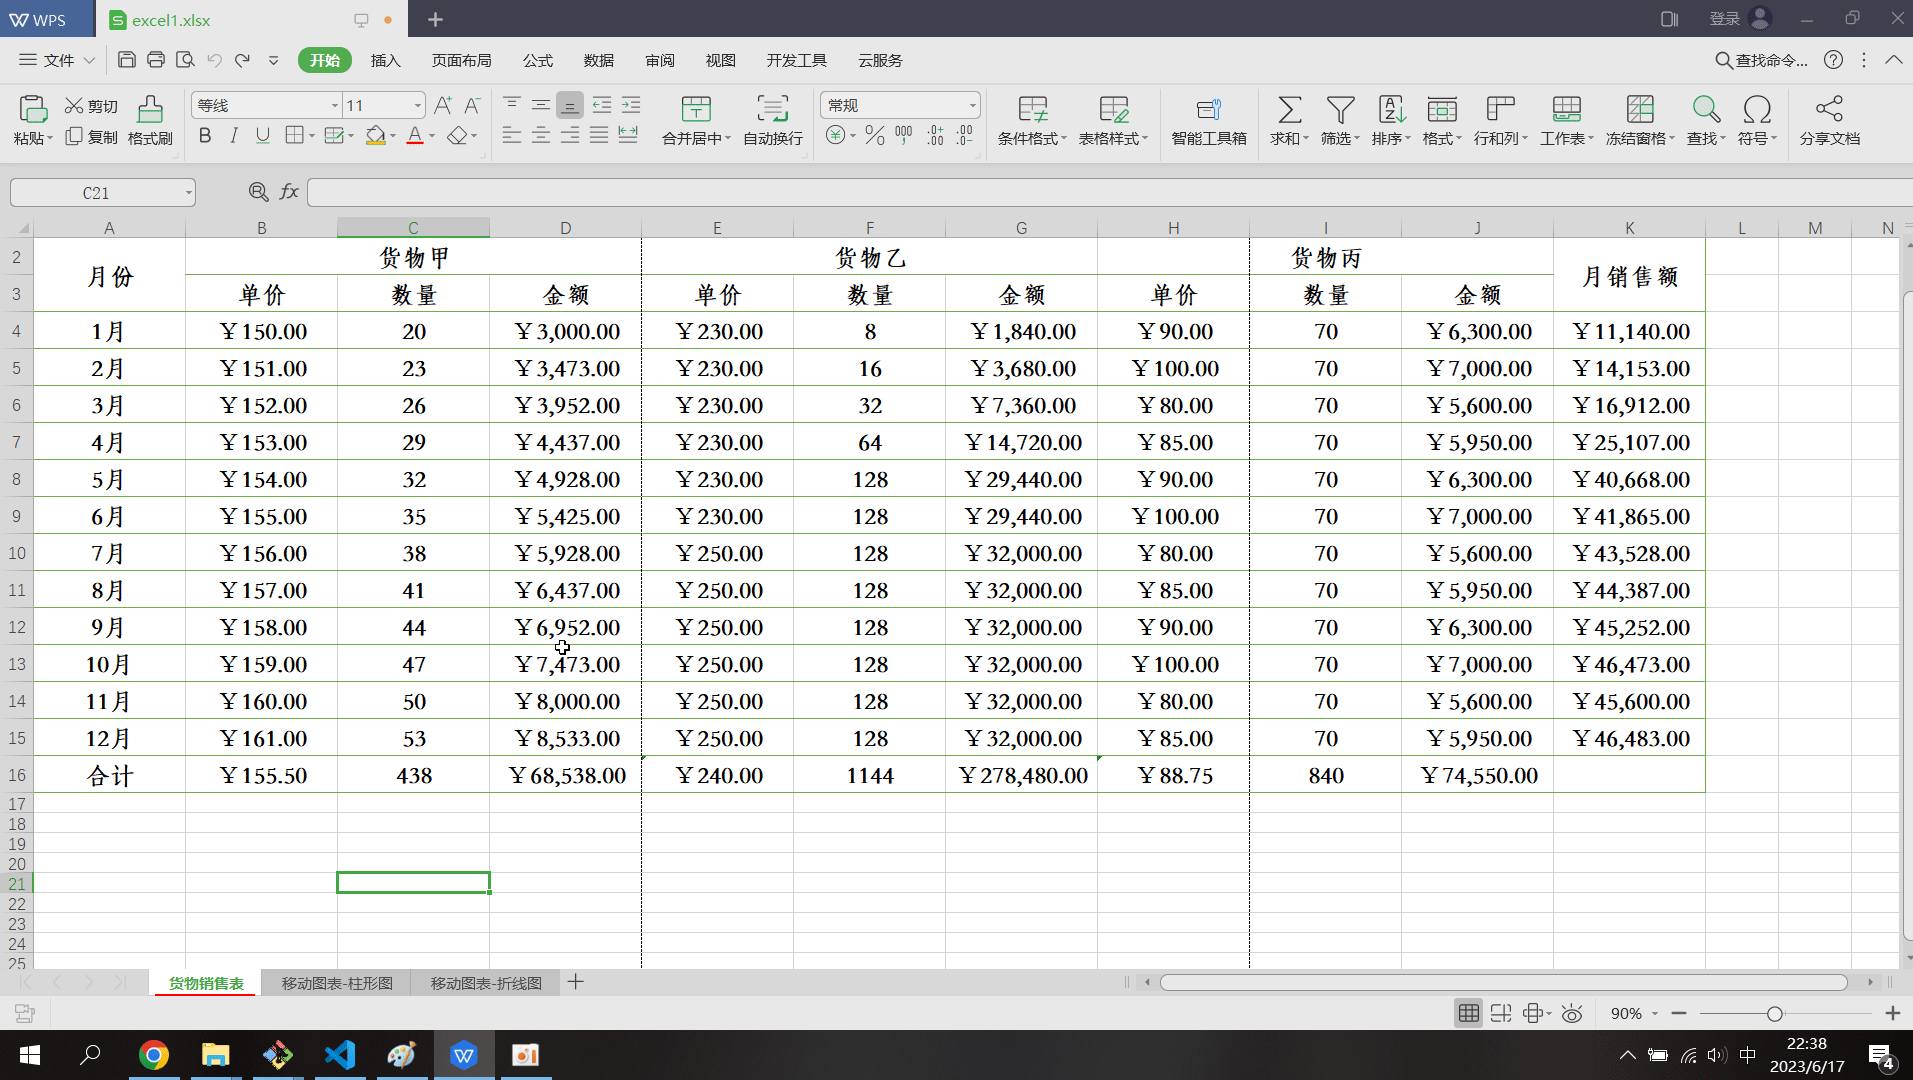 WPS excel1.xlsx 登录
文件 开始 插入 页面布局 公式 数据 审阅 视图 开发工具 云服务 查找命令...
粘贴 剪切 复制 格式刷 等线 11 合并居中 自动换行 常规 条件格式 表格样式 智能工具箱 求和 筛选 排序 格式 行和列 工作表 冻结窗格 查找 符号 分享文档
C21 fx
A B C D E F G H I J K L M N
2 月份 货物甲 货物乙 货物丙 月销售额
3 单价 数量 金额 单价 数量 金额 单价 数量 金额
4 1月 ￥150.00 20 ￥3,000.00 ￥230.00 8 ￥1,840.00 ￥90.00 70 ￥6,300.00 ￥11,140.00
5 2月 ￥151.00 23 ￥3,473.00 ￥230.00 16 ￥3,680.00 ￥100.00 70 ￥7,000.00 ￥14,153.00
6 3月 ￥152.00 26 ￥3,952.00 ￥230.00 32 ￥7,360.00 ￥80.00 70 ￥5,600.00 ￥16,912.00
7 4月 ￥153.00 29 ￥4,437.00 ￥230.00 64 ￥14,720.00 ￥85.00 70 ￥5,950.00 ￥25,107.00
8 5月 ￥154.00 32 ￥4,928.00 ￥230.00 128 ￥29,440.00 ￥90.00 70 ￥6,300.00 ￥40,668.00
9 6月 ￥155.00 35 ￥5,425.00 ￥230.00 128 ￥29,440.00 ￥100.00 70 ￥7,000.00 ￥41,865.00
10 7月 ￥156.00 38 ￥5,928.00 ￥250.00 128 ￥32,000.00 ￥80.00 70 ￥5,600.00 ￥43,528.00
11 8月 ￥157.00 41 ￥6,437.00 ￥250.00 128 ￥32,000.00 ￥85.00 70 ￥5,950.00 ￥44,387.00
12 9月 ￥158.00 44 ￥6,952.00 ￥250.00 128 ￥32,000.00 ￥90.00 70 ￥6,300.00 ￥45,252.00
13 10月 ￥159.00 47 ￥7,473.00 ￥250.00 128 ￥32,000.00 ￥100.00 70 ￥7,000.00 ￥46,473.00
14 11月 ￥160.00 50 ￥8,000.00 ￥250.00 128 ￥32,000.00 ￥80.00 70 ￥5,600.00 ￥45,600.00
15 12月 ￥161.00 53 ￥8,533.00 ￥250.00 128 ￥32,000.00 ￥85.00 70 ￥5,950.00 ￥46,483.00
16 合计 ￥155.50 438 ￥68,538.00 ￥240.00 1144 ￥278,480.00 ￥88.75 840 ￥74,550.00
17
18
19
20
21
22
23
24
25
货物销售表 移动图表-柱形图 移动图表-折线图
90%
中 22:38
2023/6/17 4